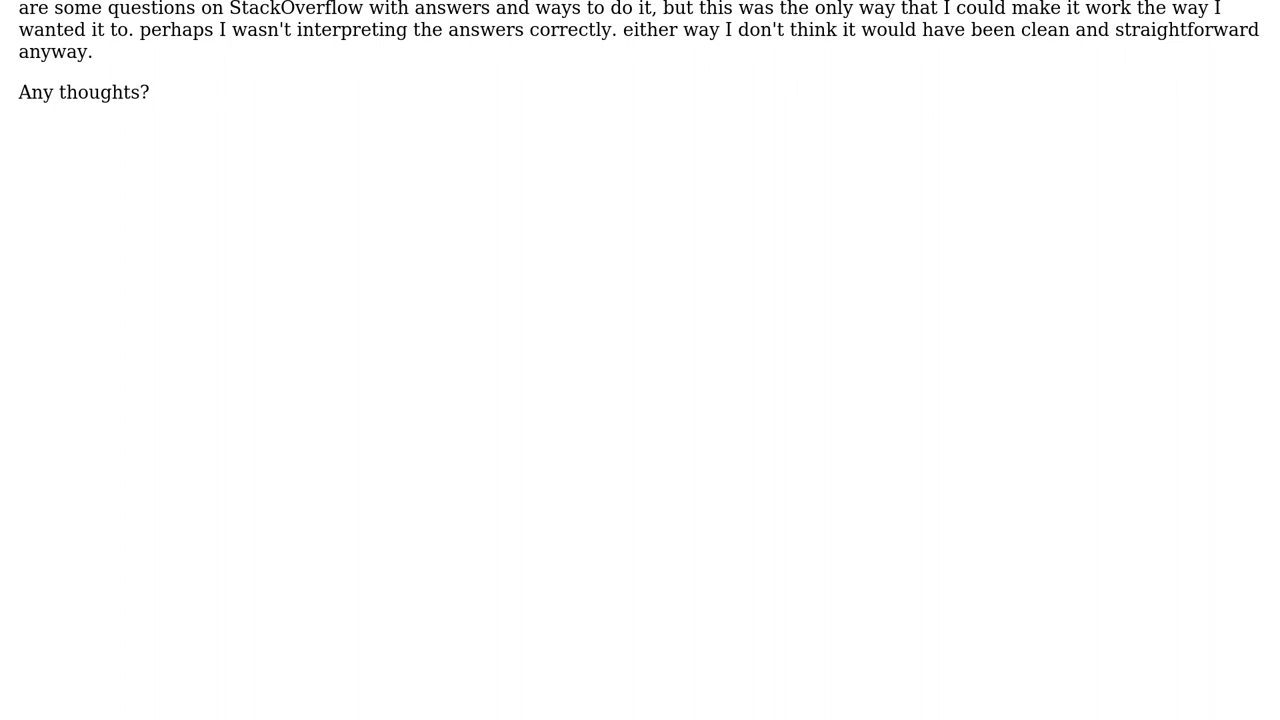 are some questions on StackOverflow with answers and ways to do it, but this was the only way that I could make it work the way I
wanted it to. perhaps I wasn't interpreting the answers correctly. either way I don't think it would have been clean and straightforward
anyway.
Any thoughts?